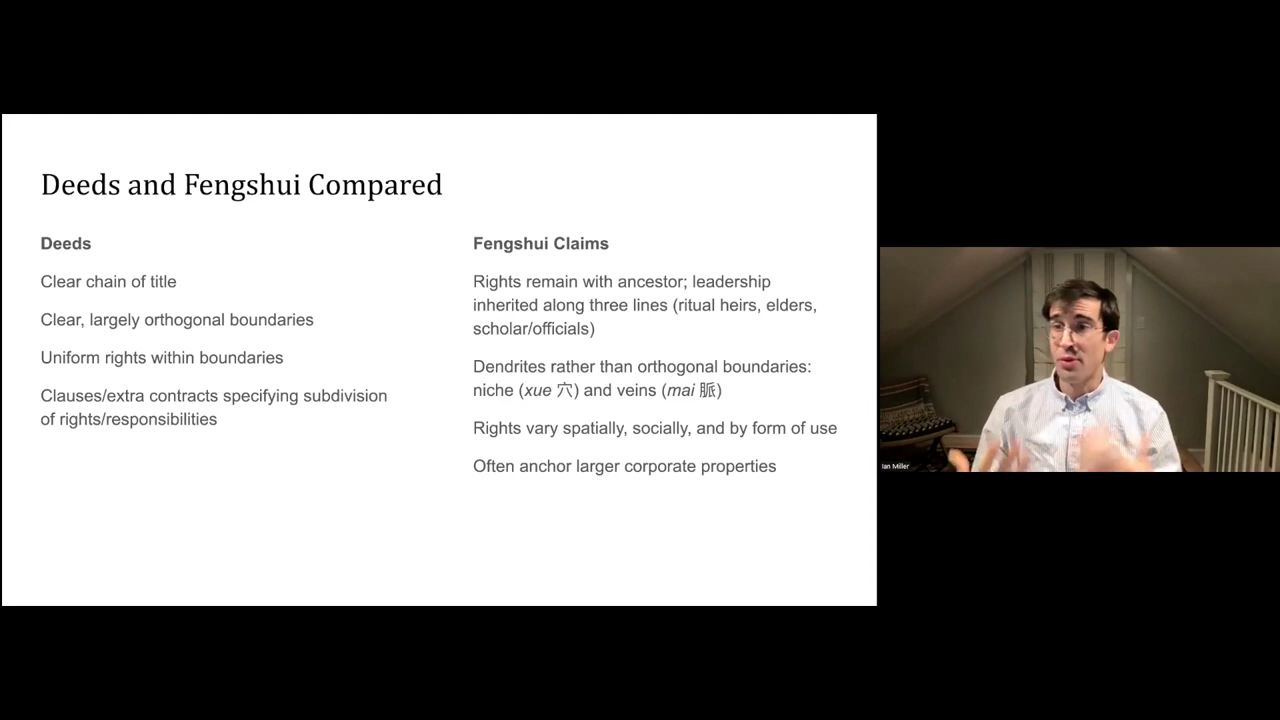 Deeds and Fengshui Compared
Deeds
Clear chain of title
Clear, largely orthogonal boundaries
Uniform rights within boundaries
Clauses/extra contracts specifying subdivision
of rights/responsibilities
Fengshui Claims
Rights remain with ancestor; leadership
inherited along three lines (ritual heirs, elders,
scholar/officials)
Dendrites rather than orthogonal boundaries:
niche (xue 穴) and veins (mai 脈)
Rights vary spatially, socially, and by form of use
Often anchor larger corporate properties
Ian Miller